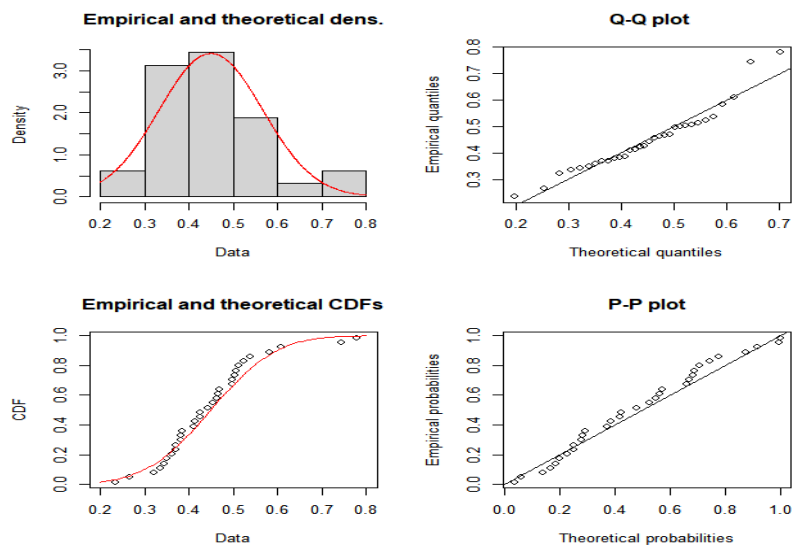 Empirical and theoretical dens.
Density
0.0 1.0 2.0 3.0
0.2 0.3 0.4 0.5 0.6 0.7 0.8
Data
Q-Q plot
Empirical quantiles
0.3 0.4 0.5 0.6 0.7 0.8
0.2 0.3 0.4 0.5 0.6 0.7
Theoretical quantiles
Empirical and theoretical CDFs
CDF
0.0 0.2 0.4 0.6 0.8 1.0
0.2 0.3 0.4 0.5 0.6 0.7 0.8
Data
P-P plot
Empirical probabilities
0.0 0.2 0.4 0.6 0.8 1.0
0.0 0.2 0.4 0.6 0.8 1.0
Theoretical probabilities